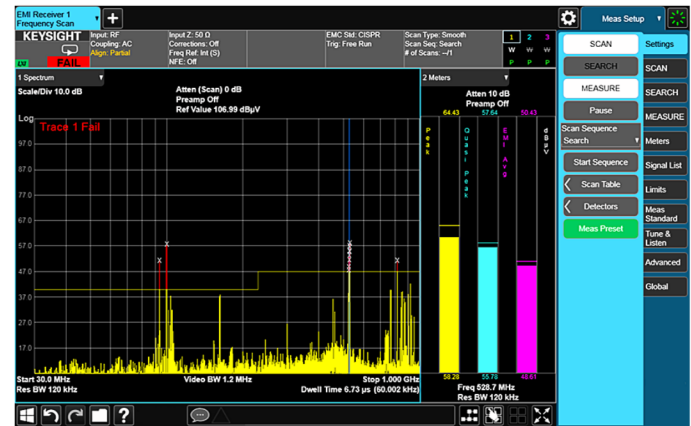 EMI Receiver 1
Frequency Scan
Meas Setup
KEYSIGHT
Input: RF
Coupling: AC
Align: Partial
Input Z: 50 Ω
Corrections: Off
Freq Ref: Int (S)
NFE: Off
EMC Std: CISPR
Trig: Free Run
Scan Type: Smooth
Scan Seq: Search
# of Scans: --/1
1 2 3
W W W
P P P
FAIL
1 Spectrum
Scale/Div 10.0 dB
Atten (Scan) 0 dB
Preamp Off
Ref Value 106.99 dBµV
Log
Trace 1 Fail
97.0
87.0
77.0
67.0
57.0
47.0
37.0
27.0
17.0
Start 30.0 MHz
Res BW 120 kHz
Video BW 1.2 MHz
Stop 1.000 GHz
Dwell Time 6.73 µs (60.002 kHz)
2 Meters
Atten 10 dB
Preamp Off
64.43 57.64 50.43
Peak
Quasi Peak
EMI Avg
dBµV
58.28 55.78 48.61
Freq 528.7 MHz
Res BW 120 kHz
SCAN
SEARCH
MEASURE
Pause
Scan Sequence
Search
Start Sequence
Scan Table
Detectors
Meas Preset
Settings
SCAN
SEARCH
MEASURE
Meters
Signal List
Limits
Meas
Standard
Tune &
Listen
Advanced
Global
?